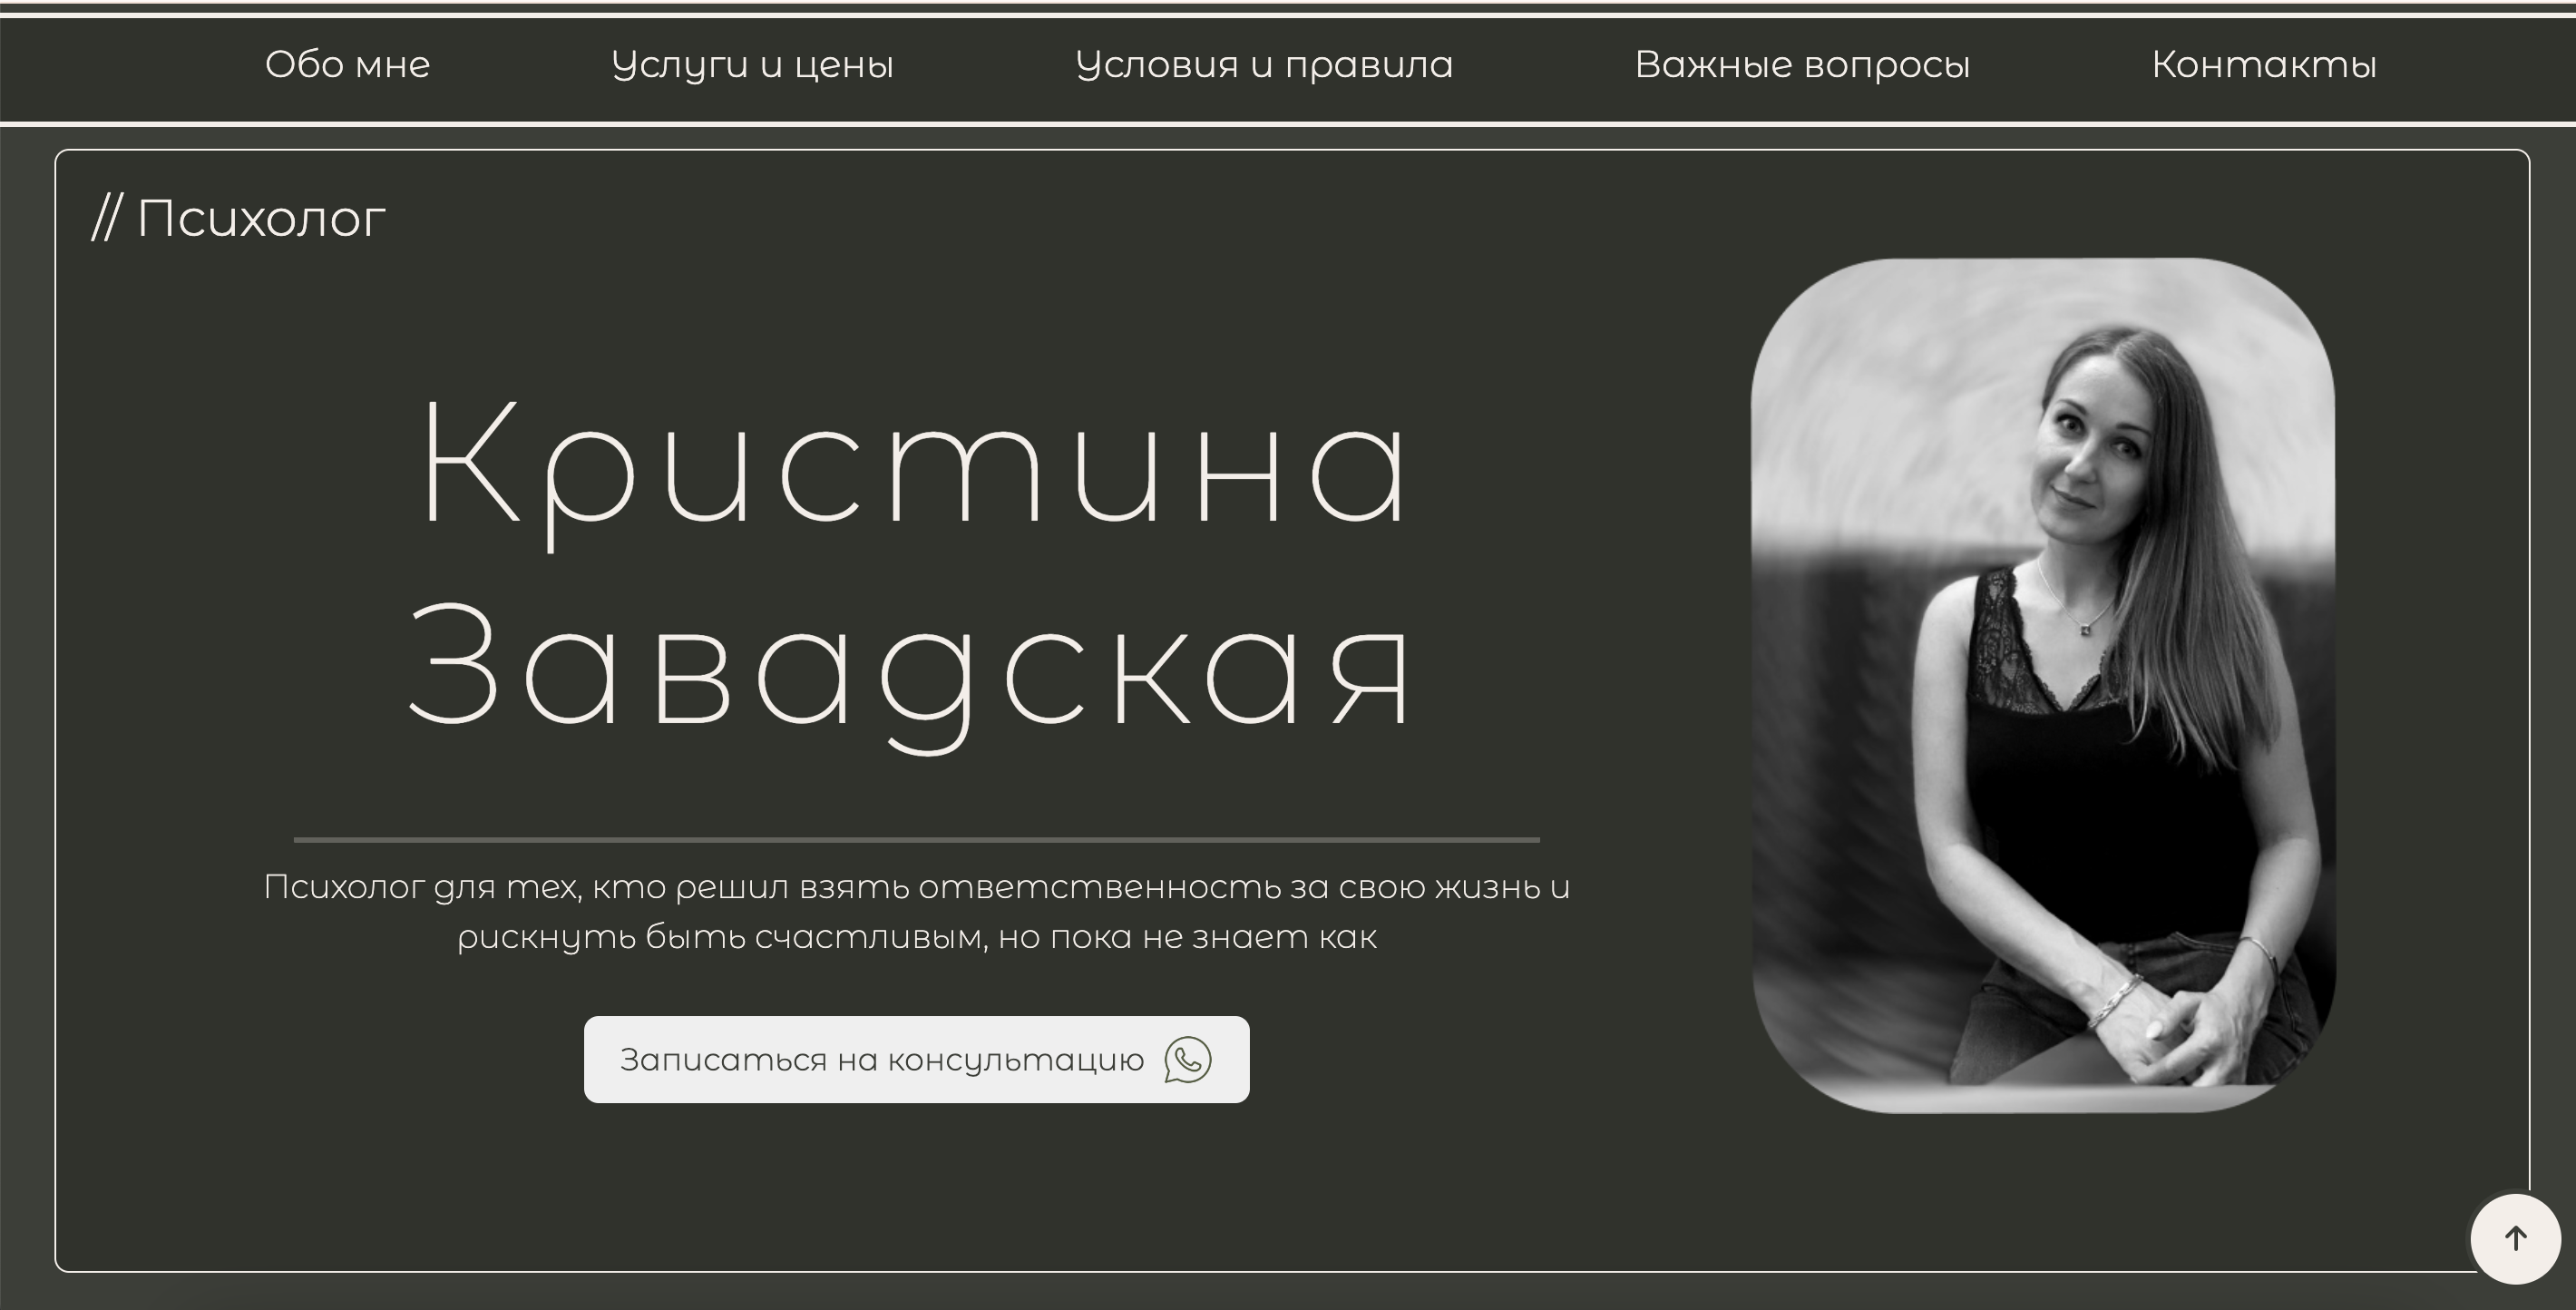 Обо мне Услуги и цены Условия и правила Важные вопросы Контакты
// Психолог
Кристина
Завадская
Психолог для тех, кто решил взять ответственность за свою жизнь и
рискнуть быть счастливым, но пока не знает как
Записаться на консультацию